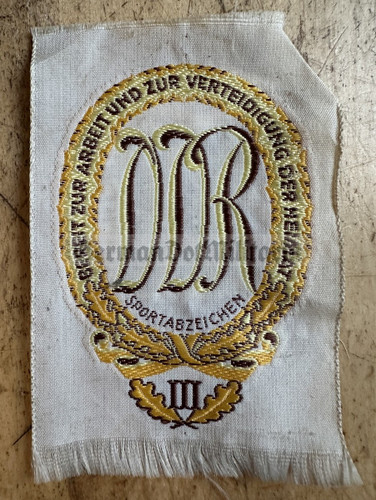 BEREIT ZUR ARBEIT UND ZUR VERTEIDIGUNG DER HEIMAT
DDR
SPORTABZEICHEN
III